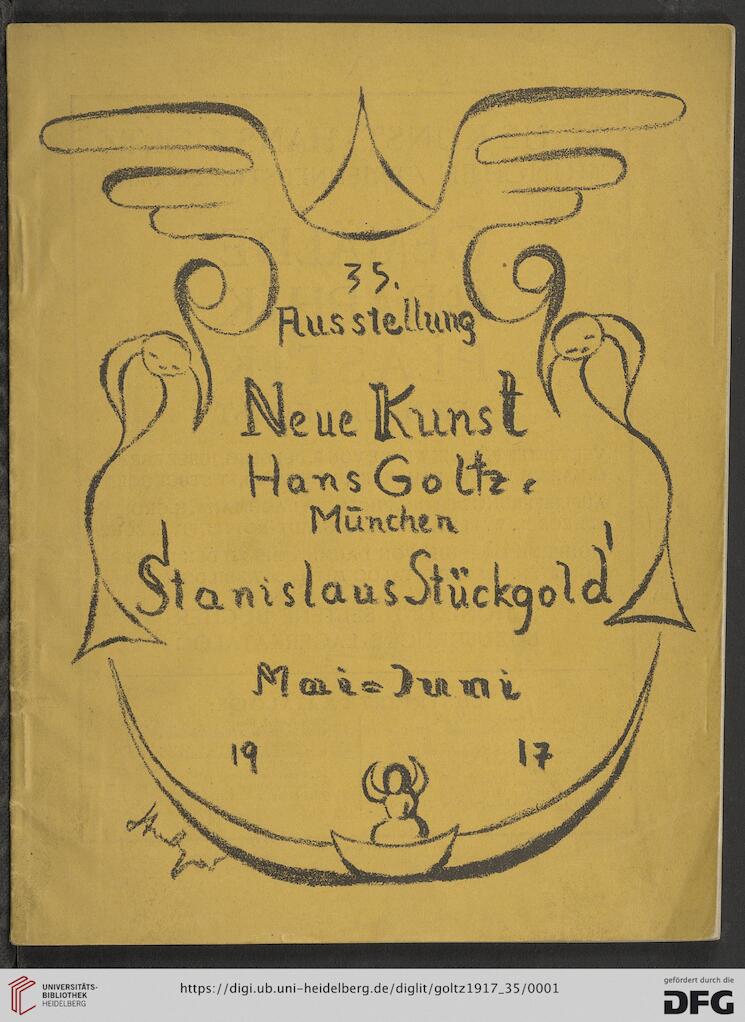 35.
Ausstellung
Neue Kunst
Hans Goltz,
München
Stanislaus Stückgold
Mai=Juni
19 17
UNIVERSITÄTS-
BIBLIOTHEK
HEIDELBERG
https://digi.ub.uni-heidelberg.de/diglit/goltz1917_35/0001
gefördert durch die
DFG